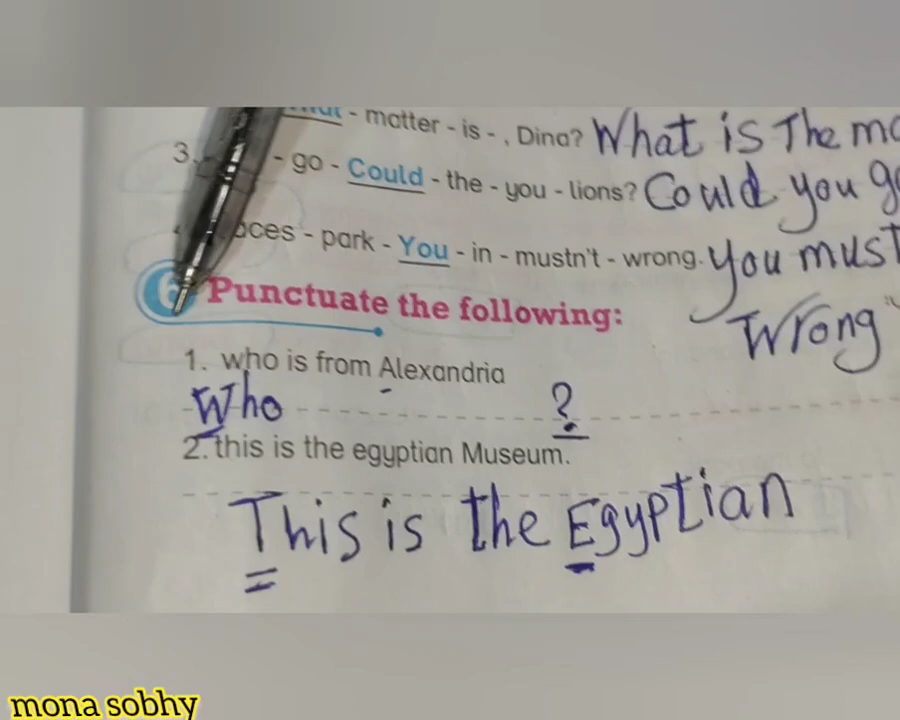 - matter - is - , Dina? What is The
3. - go - Could - the - you - lions? Could you
- park - You - in - mustn't - wrong. you
wrong
6 Punctuate the following:
1. who is from Alexandria
Who ?
2. this is the egyptian Museum.
This is the Egyptian
mona sobhy